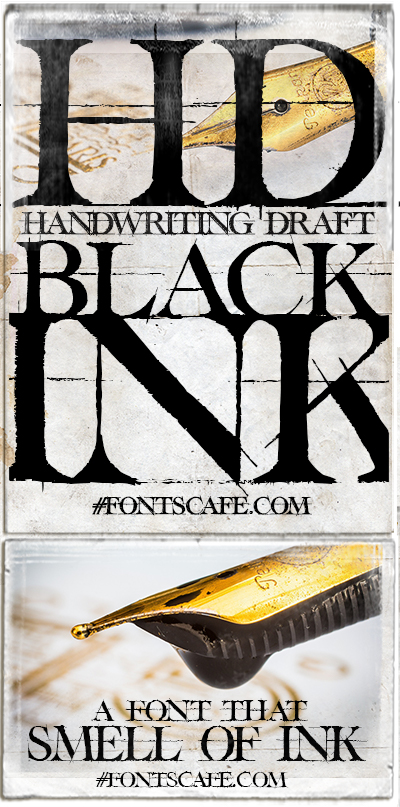 HD
HANDWRITING DRAFT
BLACK
INK
#FONTSCAFE.COM
A FONT THAT
SMELL OF INK
#FONTSCAFE.COM